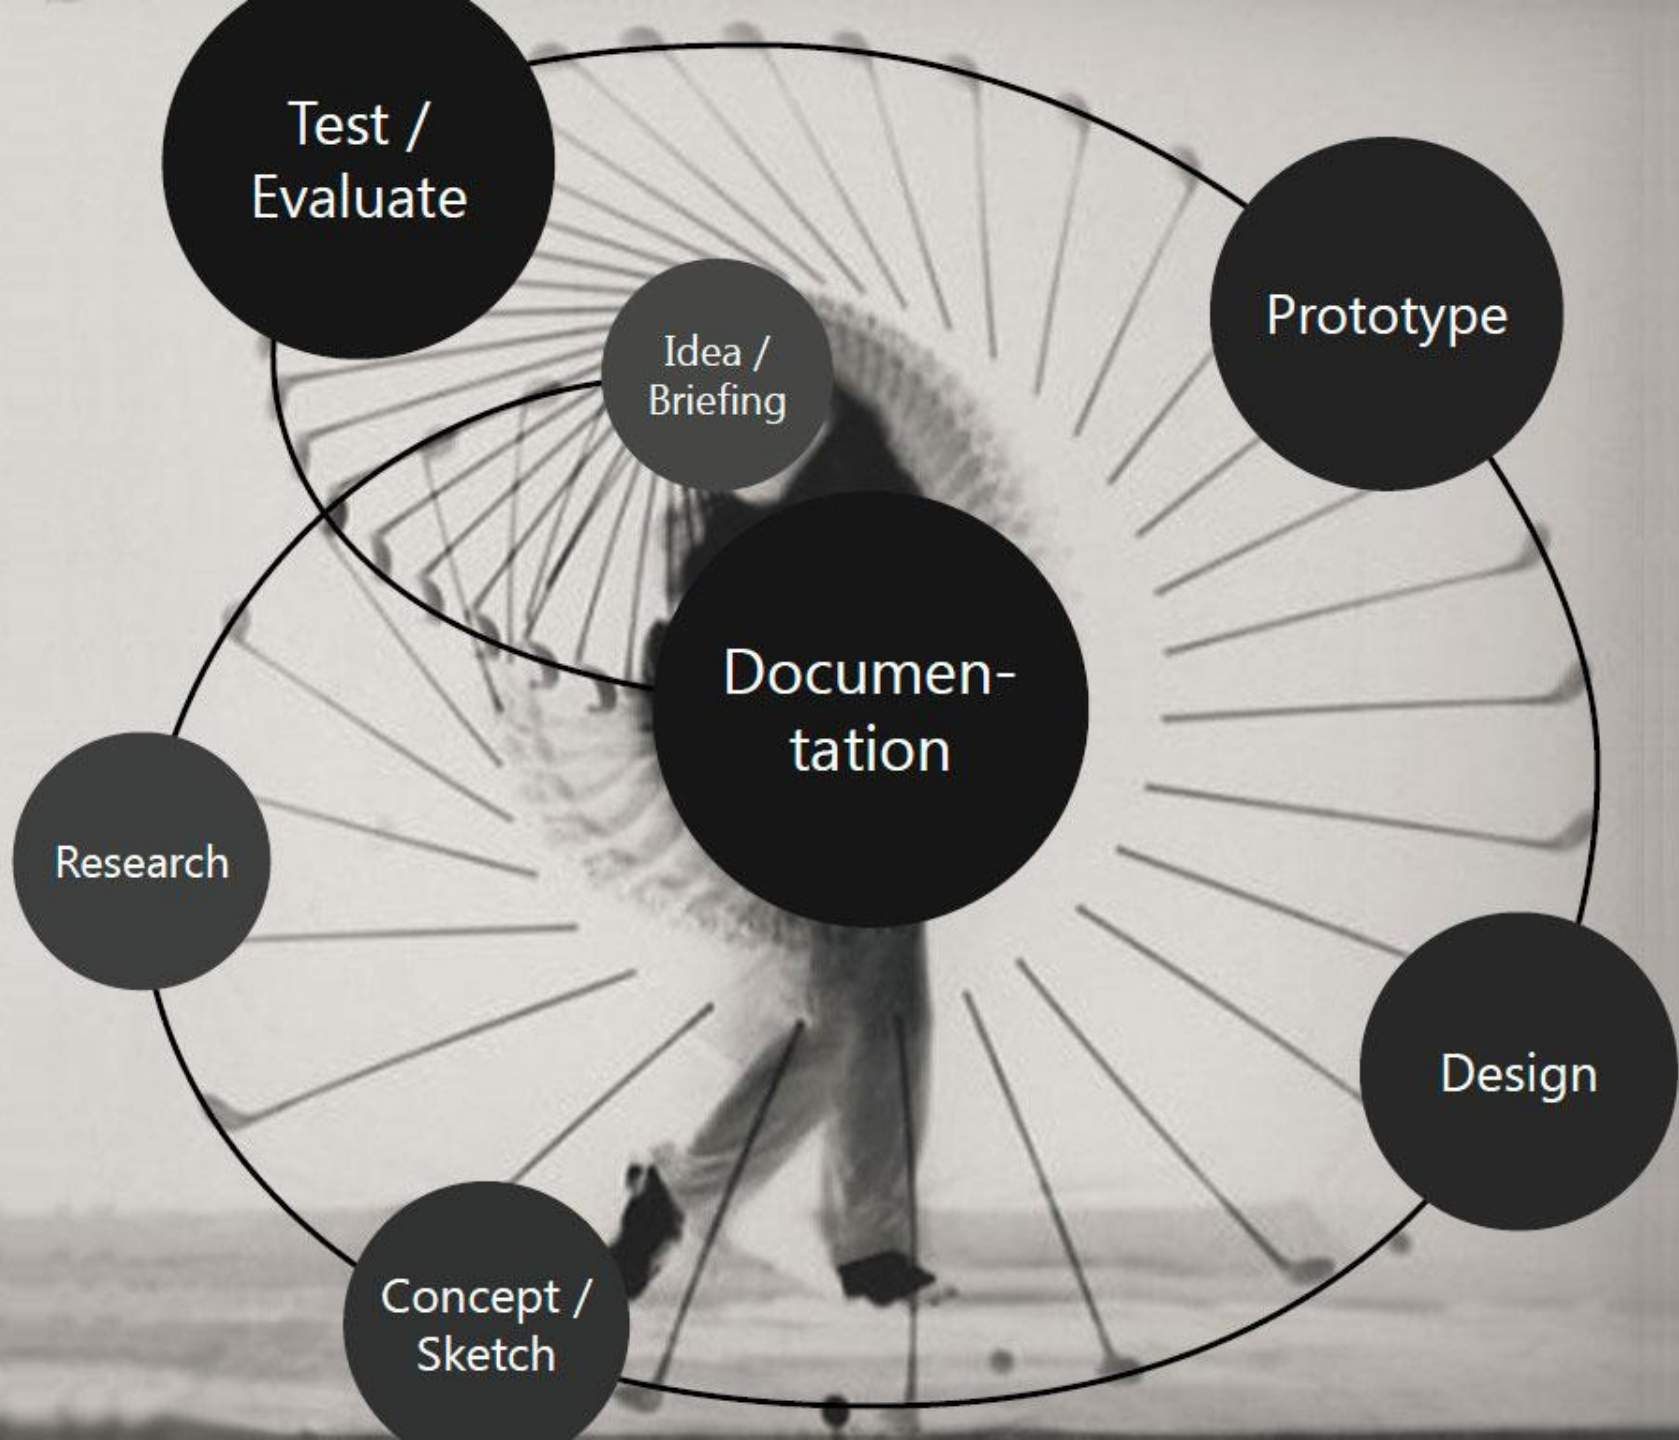 Test /
Evaluate
Prototype
Idea /
Briefing
Documen-
tation
Research
Design
Concept /
Sketch